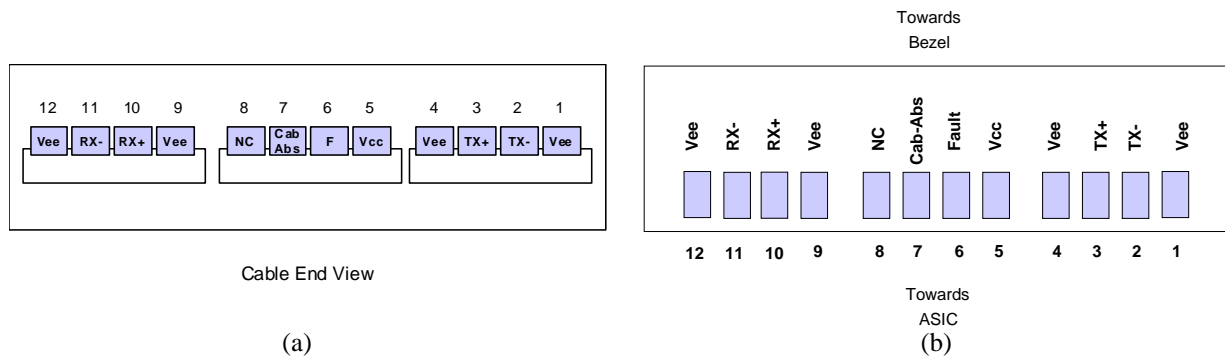 12 11 10 9 8 7 6 5 4 3 2 1
Vee RX- RX+ Vee NC Cab Abs F Vcc Vee TX+ TX- Vee
Cable End View
(a)
Towards
Bezel
Vee RX- RX+ Vee NC Cab-Abs Fault Vcc Vee TX+ TX- Vee
12 11 10 9 8 7 6 5 4 3 2 1
Towards
ASIC
(b)